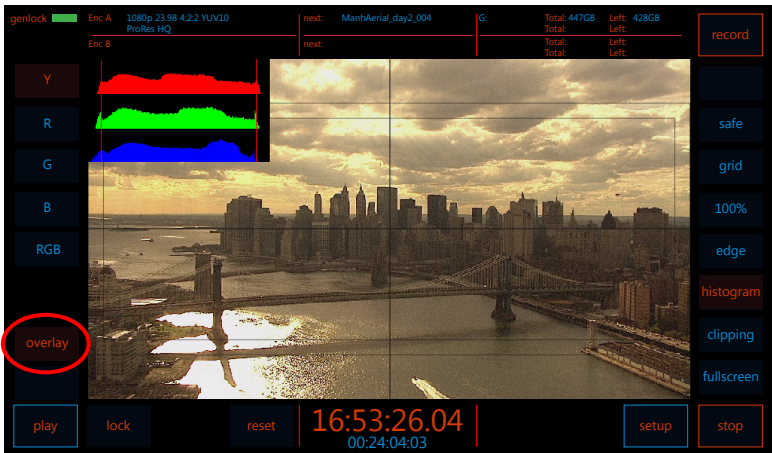 genlock
Enc A 1080p 23.98 4:2:2 YUV10
ProRes HQ
next: ManhAerial_day2_004
G: Total: 447GB Left: 428GB
Total: Left:
Enc B
next:
Total: Left:
Total: Left:
record
Y
R
G
B
RGB
overlay
safe
grid
100%
edge
histogram
clipping
fullscreen
play
lock
reset
16:53:26.04
00:24:04:03
setup
stop